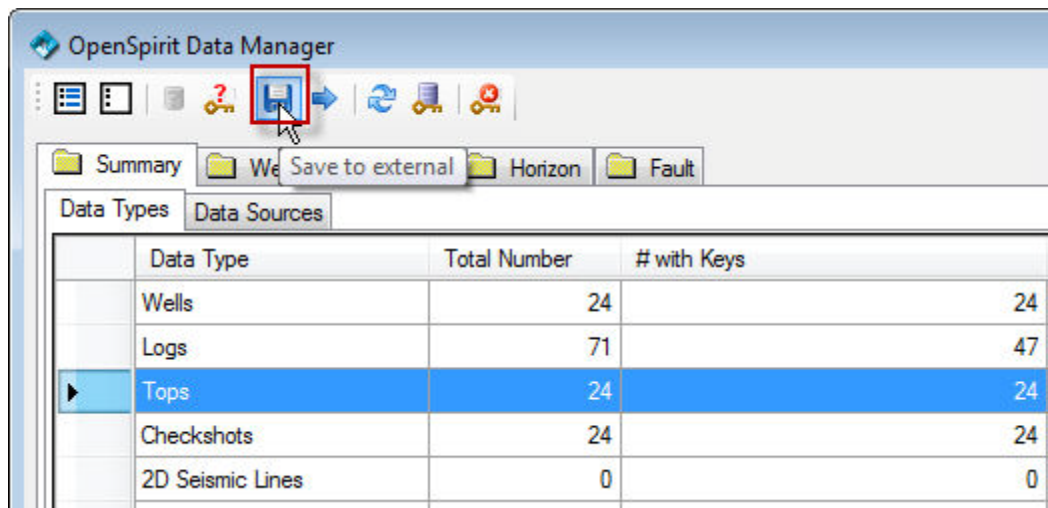 OpenSpirit Data Manager
Summary
Save to external
Horizon
Fault
Data Types
Data Sources
Data Type Total Number # with Keys
Wells 24 24
Logs 71 47
Tops 24 24
Checkshots 24 24
2D Seismic Lines 0 0